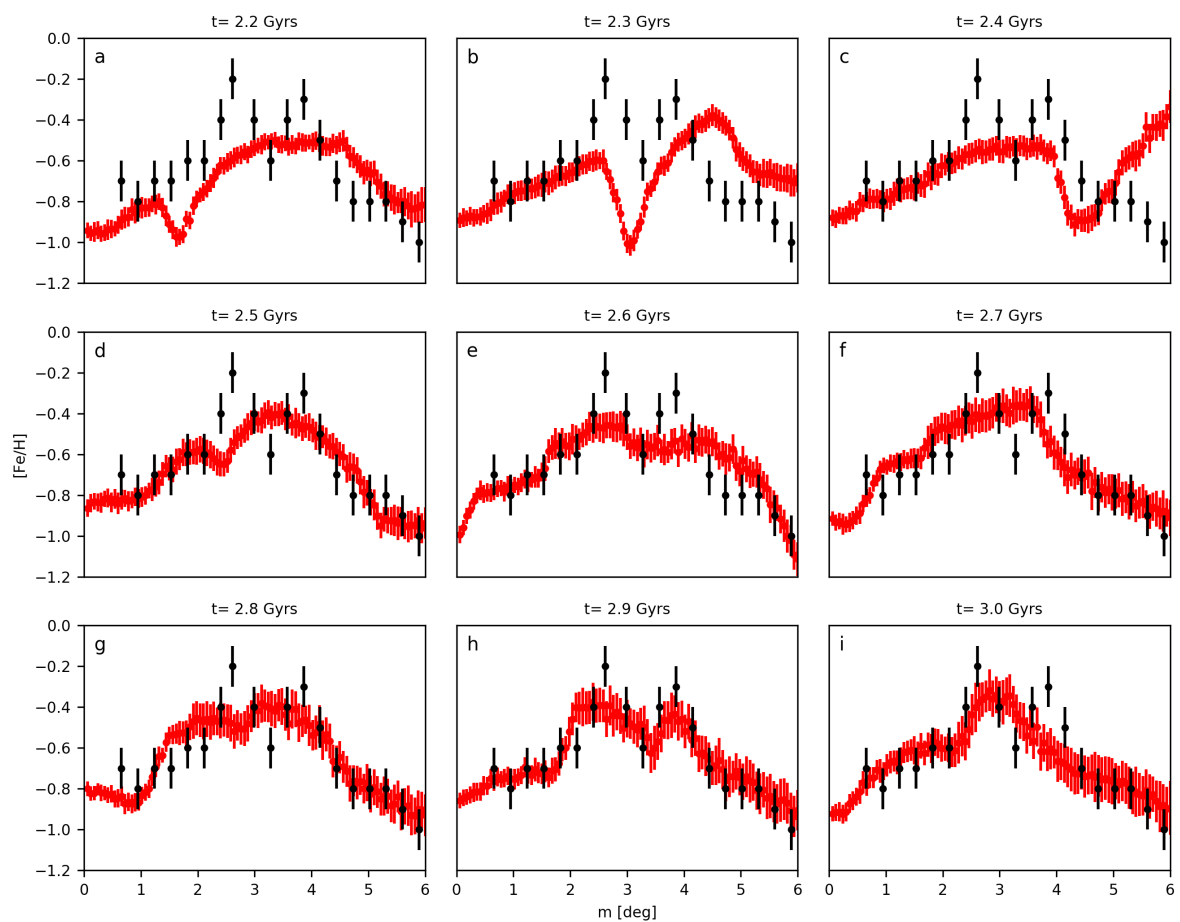 t= 2.2 Gyrs
t= 2.3 Gyrs
t= 2.4 Gyrs
a
b
c
0.0
−0.2
−0.4
−0.6
−0.8
−1.0
−1.2
t= 2.5 Gyrs
t= 2.6 Gyrs
t= 2.7 Gyrs
d
e
f
0.0
−0.2
−0.4
−0.6
−0.8
−1.0
−1.2
[Fe/H]
t= 2.8 Gyrs
t= 2.9 Gyrs
t= 3.0 Gyrs
g
h
i
0.0
−0.2
−0.4
−0.6
−0.8
−1.0
−1.2
0 1 2 3 4 5 6
0 1 2 3 4 5 6
0 1 2 3 4 5 6
m [deg]